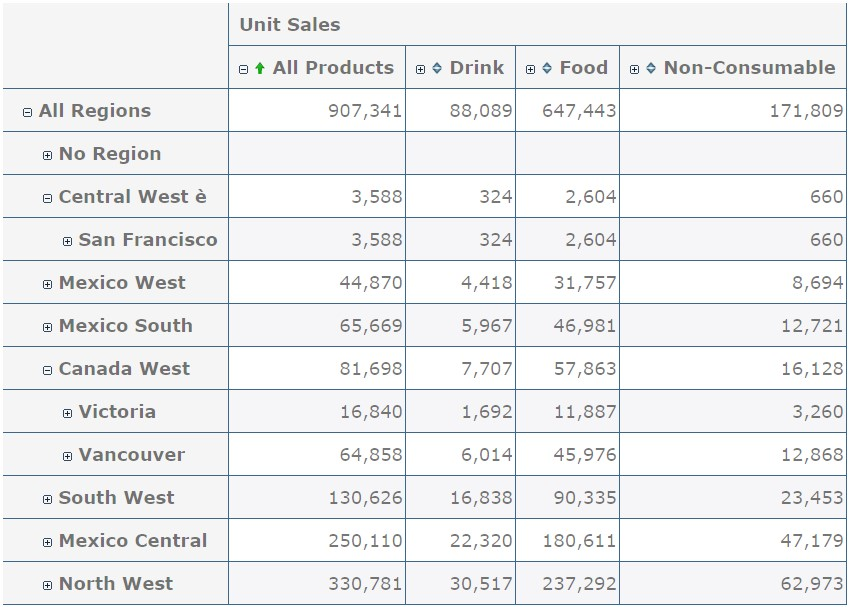 Unit Sales
All Products Drink Food Non-Consumable
All Regions 907,341 88,089 647,443 171,809
No Region
Central West è 3,588 324 2,604 660
San Francisco 3,588 324 2,604 660
Mexico West 44,870 4,418 31,757 8,694
Mexico South 65,669 5,967 46,981 12,721
Canada West 81,698 7,707 57,863 16,128
Victoria 16,840 1,692 11,887 3,260
Vancouver 64,858 6,014 45,976 12,868
South West 130,626 16,838 90,335 23,453
Mexico Central 250,110 22,320 180,611 47,179
North West 330,781 30,517 237,292 62,973